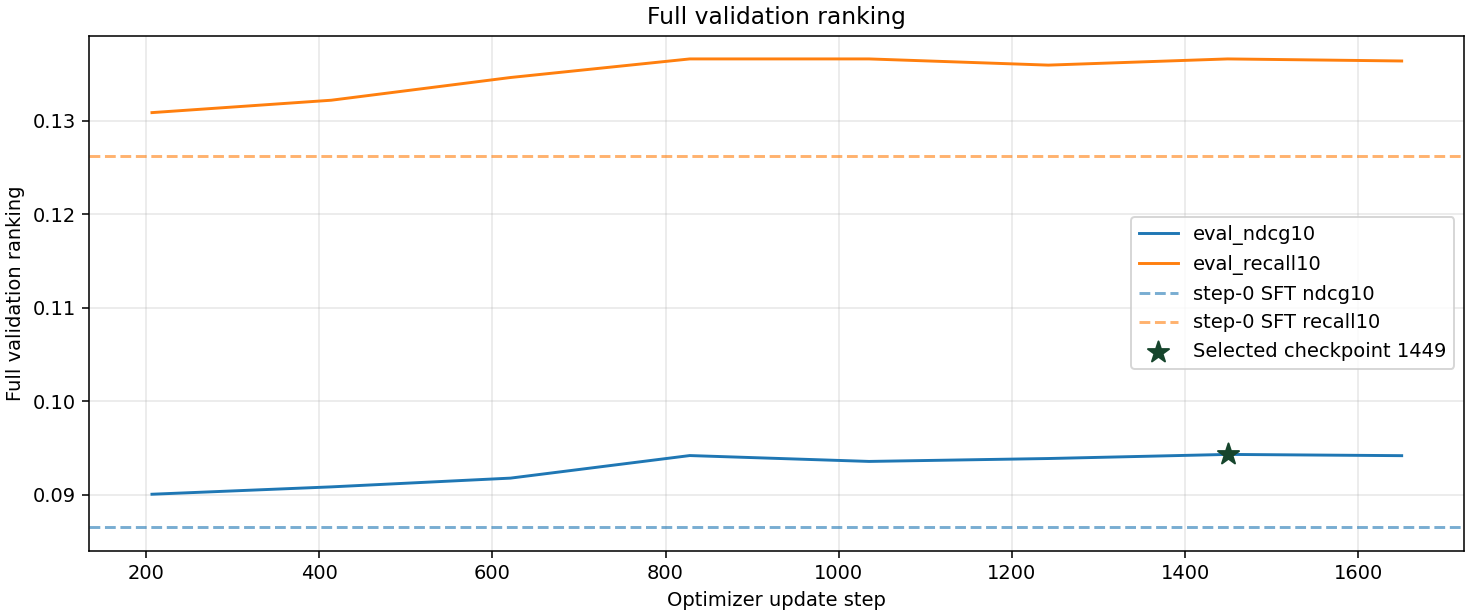 Full validation ranking
Full validation ranking
0.13
0.12
0.11
0.10
0.09
eval_ndcg10
eval_recall10
step-0 SFT ndcg10
step-0 SFT recall10
Selected checkpoint 1449
200 400 600 800 1000 1200 1400 1600
Optimizer update step